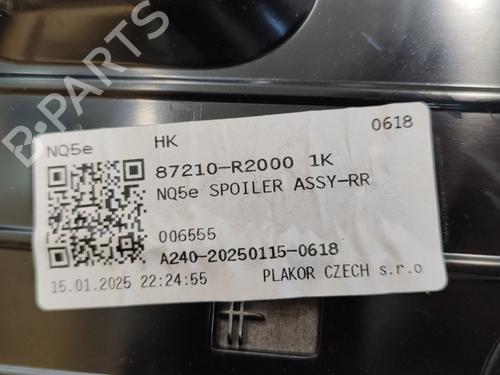 NQ5e HK 0618
87210-R2000 1K
NQ5e SPOILER ASSY-RR
006555
A240-20250115-0618
15.01.2025 22:24:55 PLAKOR CZECH s.r.o
B-PARTS